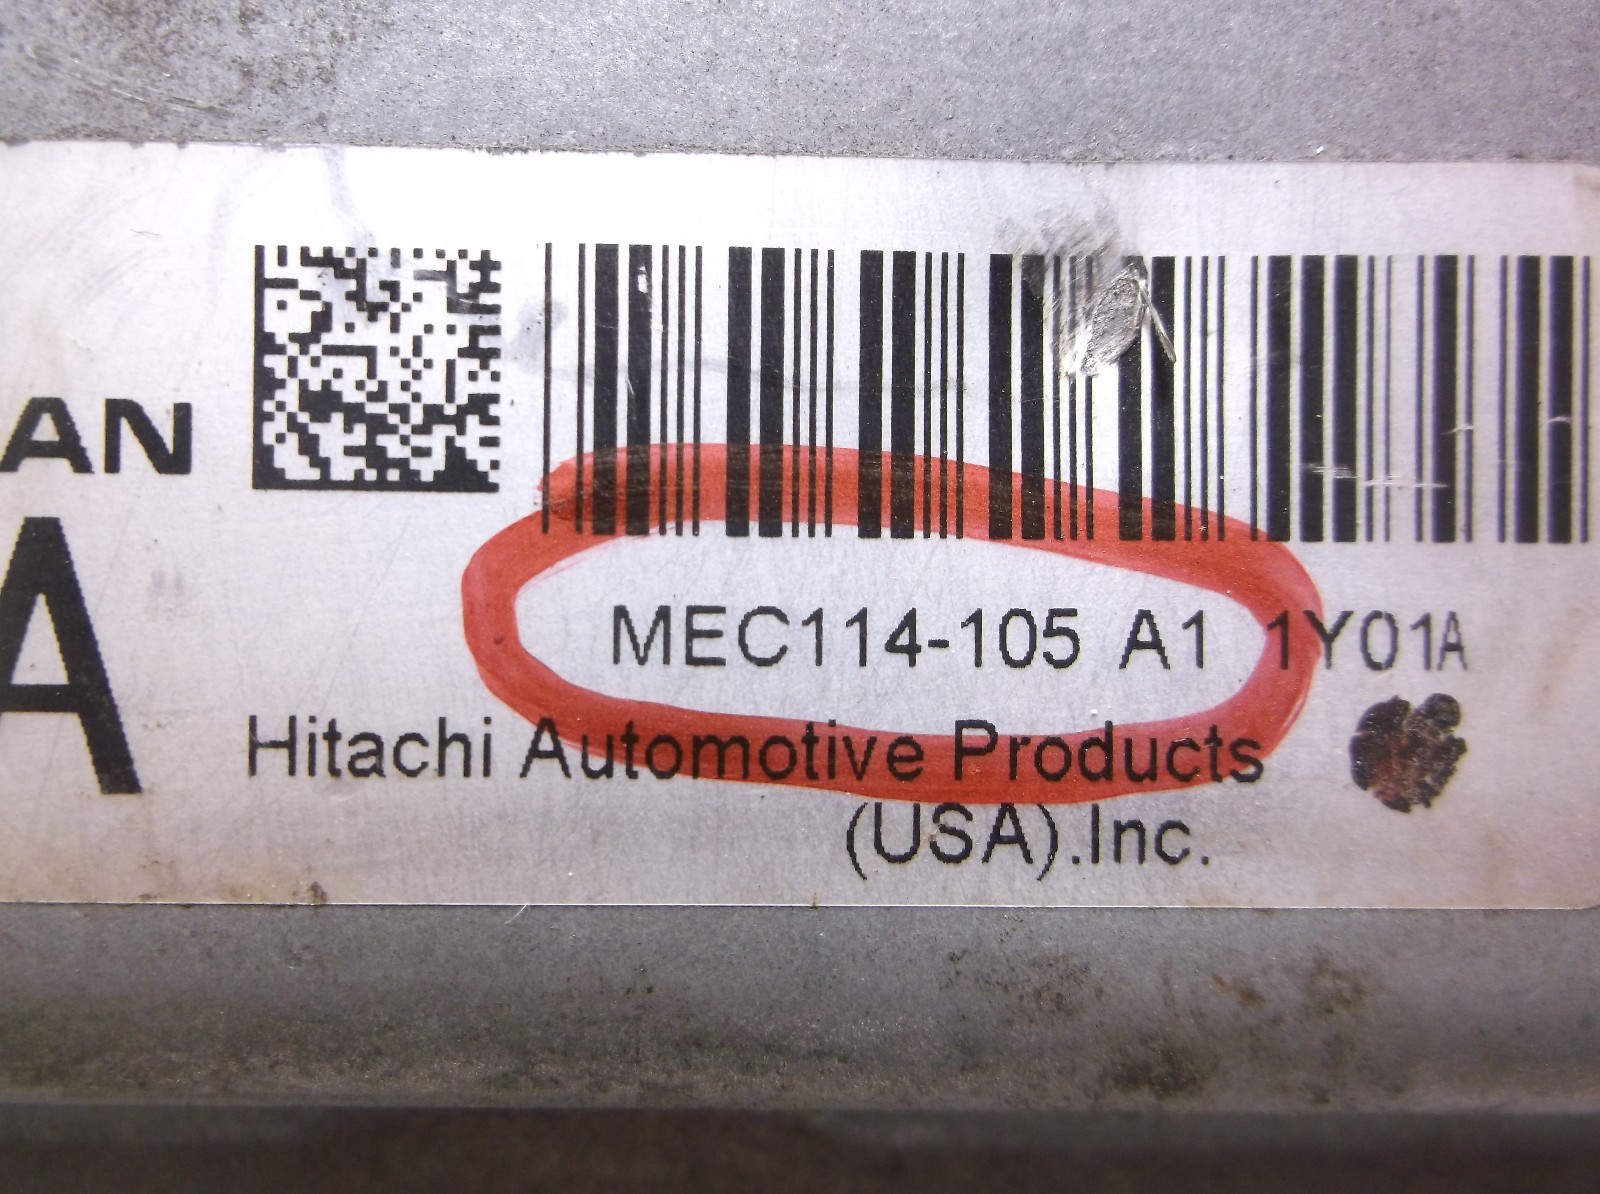 AN
A
MEC114-105 A1 1Y01A
Hitachi Automotive Products
(USA).Inc.